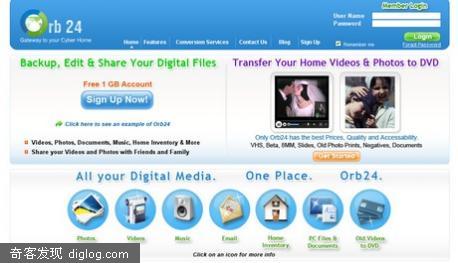 Orb 24
Gateway to your Cyber Home
Member Login
User Name
Password
Login
Remember me
Forgot Password
Home Features Conversion Services Contact Us Blog Sign Up
Backup, Edit & Share Your Digital Files
Free 1 GB Account
Sign Up Now!
Click here to see an example of Orb24
Videos, Photos, Documents, Music, Home Inventory & More
Share your Videos and Photos with Friends and Family
Transfer Your Home Videos & Photos to DVD
Only Orb24 has the best Prices, Quality and Accessability.
VHS, Beta, 8MM, Slides, Old Photo Prints, Negatives, Documents
Get Started
All your Digital Media. One Place. Orb24.
Photos
Videos
Music
Email
Home Inventory
PC Files & Documents
Old Videos to DVD
Click on an icon for more info
奇客发现 diglog.com